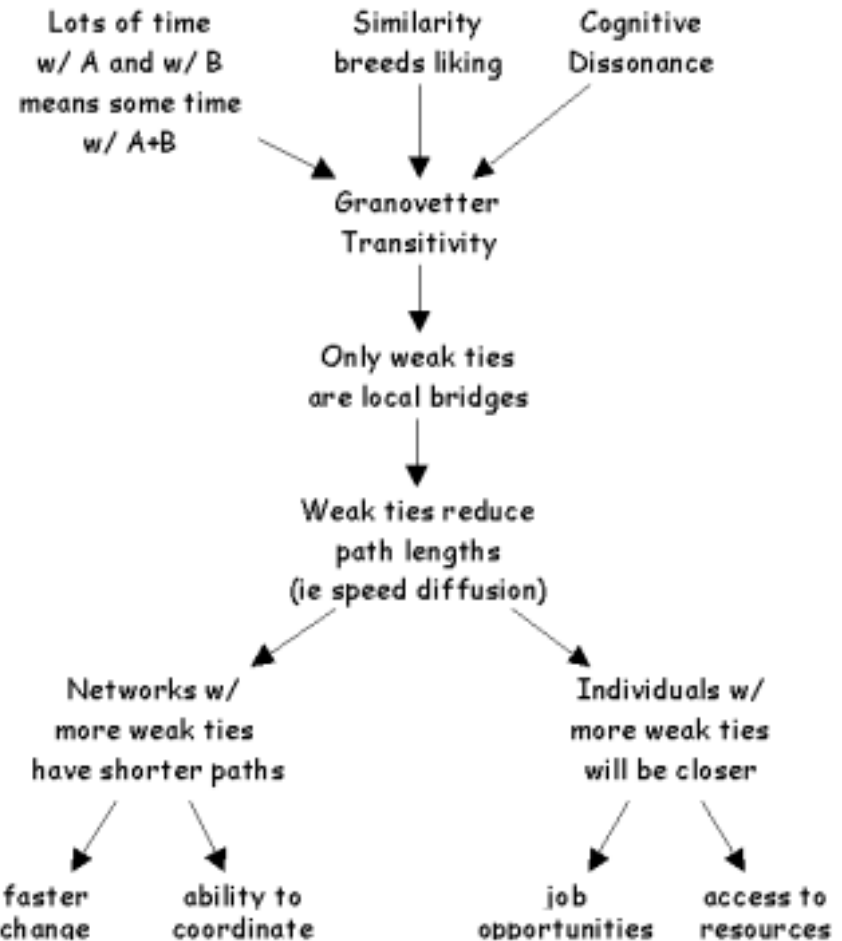 Lots of time
w/ A and w/ B
means some time
w/ A+B
Similarity
breeds liking
Cognitive
Dissonance
Granovetter
Transitivity
Only weak ties
are local bridges
Weak ties reduce
path lengths
(ie speed diffusion)
Networks w/
more weak ties
have shorter paths
Individuals w/
more weak ties
will be closer
faster
change
ability to
coordinate
job
opportunities
access to
resources